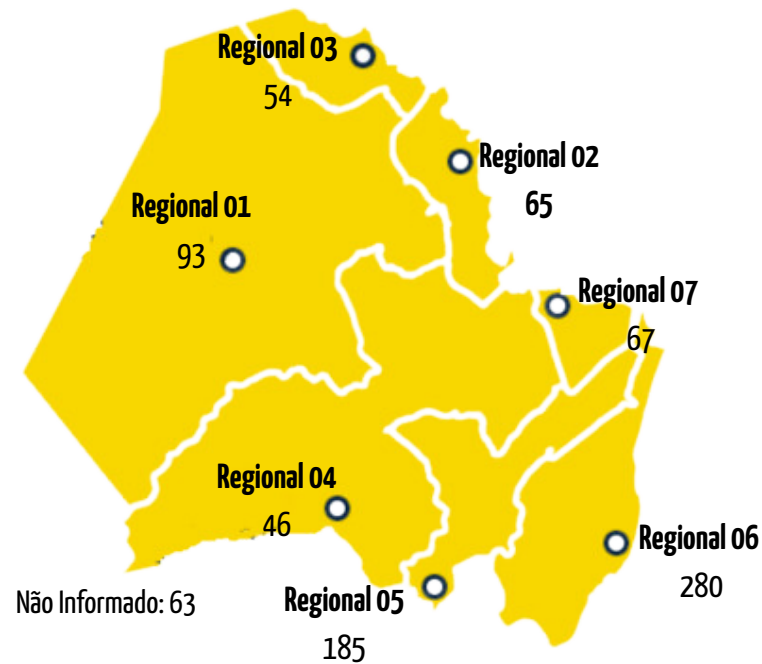 Regional 03
54
Regional 02
65
Regional 01
93
Regional 07
67
Regional 04
46
Regional 06
280
Não Informado: 63
Regional 05
185